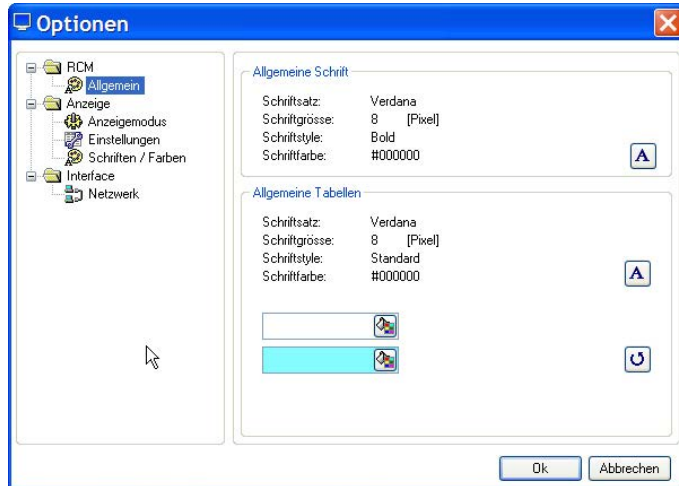 Optionen
RCM
Allgemein
Anzeige
Anzeigemodus
Einstellungen
Schriften / Farben
Interface
Netzwerk
Allgemeine Schrift
Schriftsatz: Verdana
Schriftgrösse: 8 [Pixel]
Schriftstyle: Bold
Schriftfarbe: #000000
A
Allgemeine Tabellen
Schriftsatz: Verdana
Schriftgrösse: 8 [Pixel]
Schriftstyle: Standard
Schriftfarbe: #000000
A
Ok Abbrechen